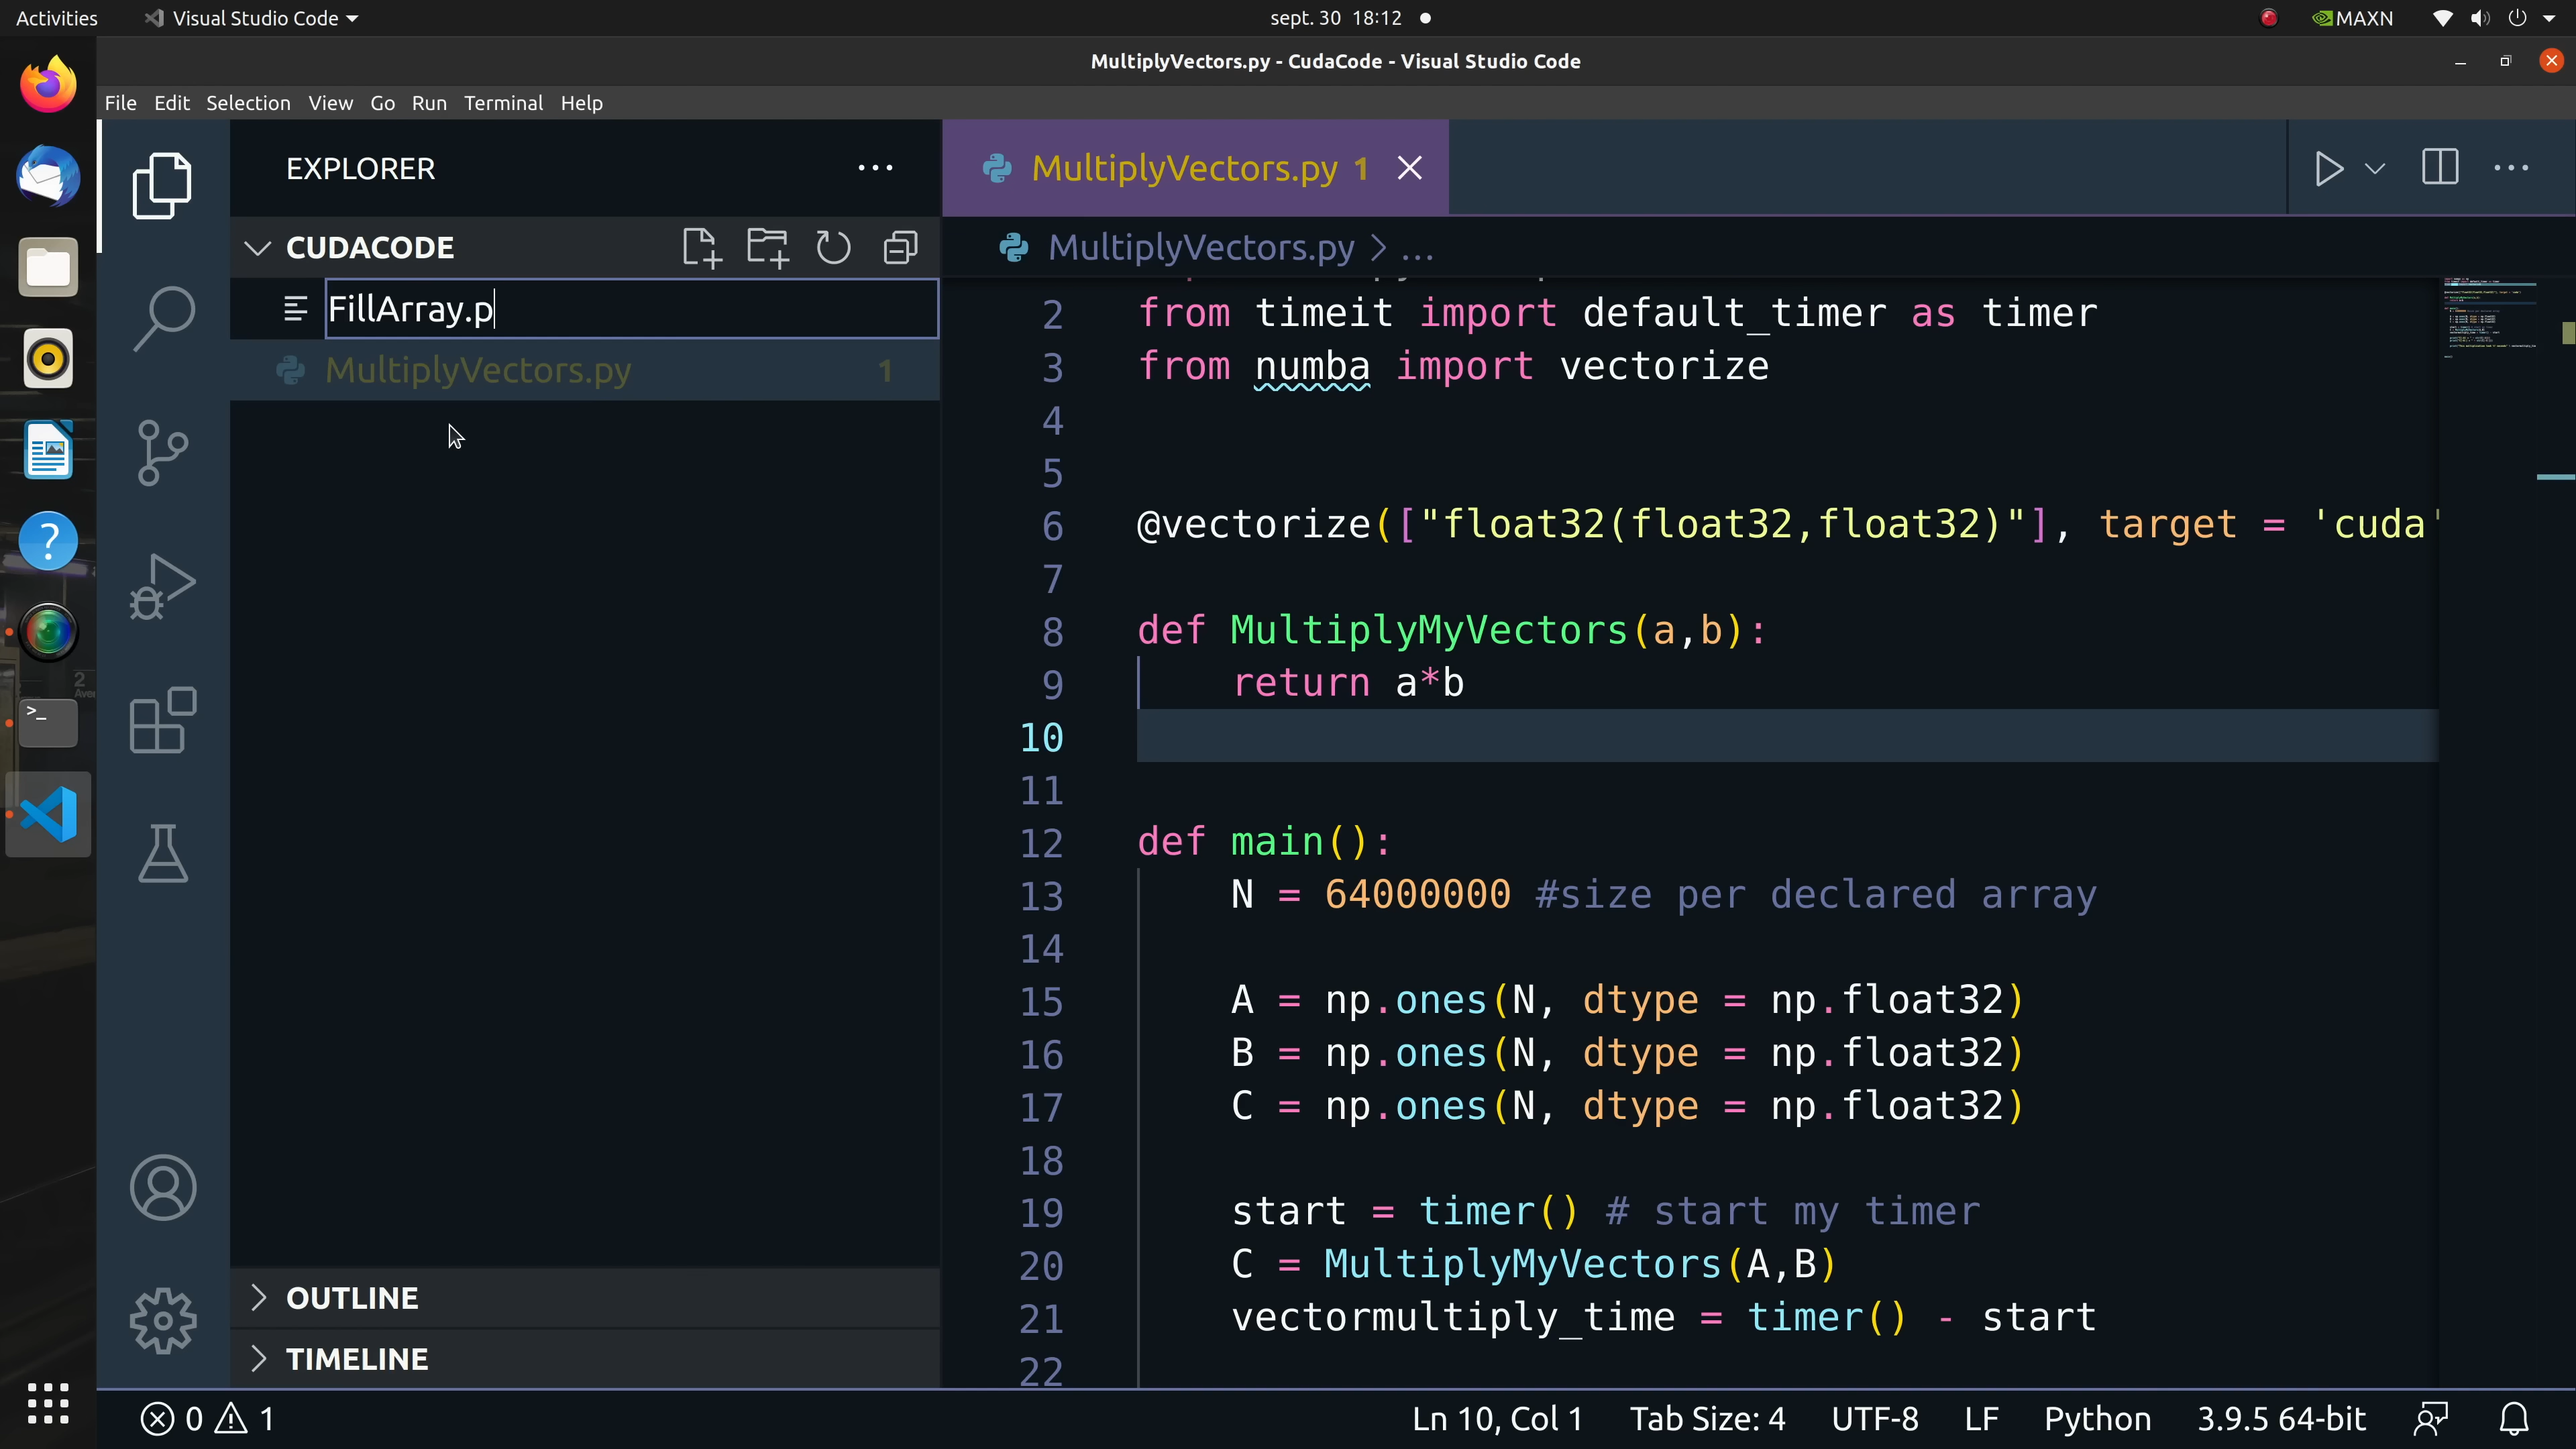 Activities
Visual Studio Code
sept. 30 18:12
MAXN
MultiplyVectors.py - CudaCode - Visual Studio Code
File Edit Selection View Go Run Terminal Help
EXPLORER
CUDACODE
FillArray.p
MultiplyVectors.py 1
OUTLINE
TIMELINE
MultiplyVectors.py 1
MultiplyVectors.py > ...
2 from timeit import default_timer as timer
3 from numba import vectorize
4
5
6 @vectorize(["float32(float32,float32)"], target = 'cuda'
7
8 def MultiplyMyVectors(a,b):
9 return a*b
10
11
12 def main():
13 N = 64000000 #size per declared array
14
15 A = np.ones(N, dtype = np.float32)
16 B = np.ones(N, dtype = np.float32)
17 C = np.ones(N, dtype = np.float32)
18
19 start = timer() # start my timer
20 C = MultiplyMyVectors(A,B)
21 vectormultiply_time = timer() - start
22
0 1
Ln 10, Col 1 Tab Size: 4 UTF-8 LF Python 3.9.5 64-bit